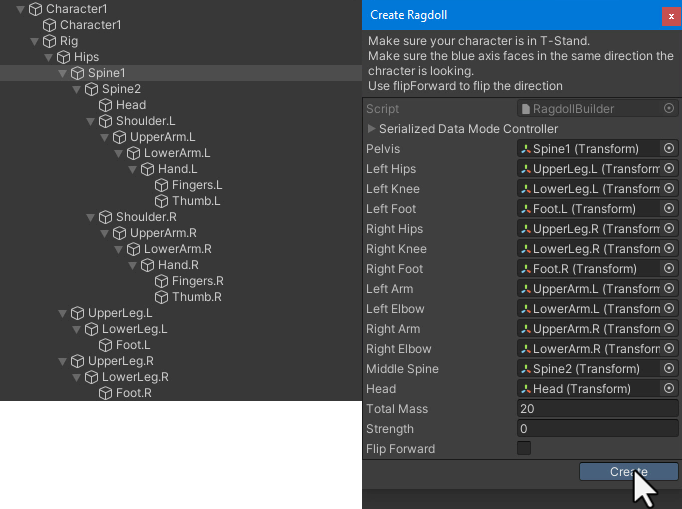 Character1
Character1
Rig
Hips
Spine1
Spine2
Head
Shoulder.L
UpperArm.L
LowerArm.L
Hand.L
Fingers.L
Thumb.L
Shoulder.R
UpperArm.R
LowerArm.R
Hand.R
Fingers.R
Thumb.R
UpperLeg.L
LowerLeg.L
Foot.L
UpperLeg.R
LowerLeg.R
Foot.R
Create Ragdoll
x
Make sure your character is in T-Stand.
Make sure the blue axis faces in the same direction the
chracter is looking.
Use flipForward to flip the direction
Script RagdollBuilder
Serialized Data Mode Controller
Pelvis Spine1 (Transform)
Left Hips UpperLeg.L (Transform
Left Knee LowerLeg.L (Transform
Left Foot Foot.L (Transform)
Right Hips UpperLeg.R (Transform
Right Knee LowerLeg.R (Transform
Right Foot Foot.R (Transform)
Left Arm UpperArm.L (Transform
Left Elbow LowerArm.L (Transform
Right Arm UpperArm.R (Transform
Right Elbow LowerArm.R (Transform
Middle Spine Spine2 (Transform)
Head Head (Transform)
Total Mass 20
Strength 0
Flip Forward
Create